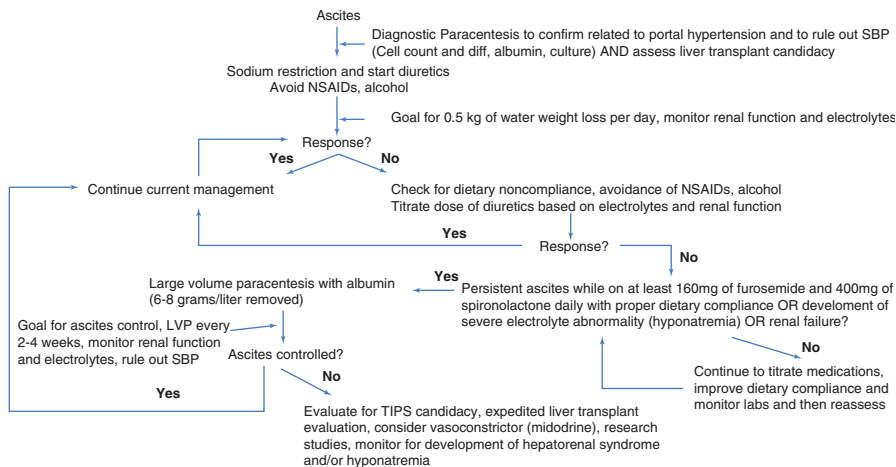 Ascites
Diagnostic Paracentesis to confirm related to portal hypertension and to rule out SBP
(Cell count and diff, albumin, culture) AND assess liver transplant candidacy
Sodium restriction and start diuretics
Avoid NSAIDs, alcohol
Goal for 0.5 kg of water weight loss per day, monitor renal function and electrolytes
Response?
Yes
No
Continue current management
Check for dietary noncompliance, avoidance of NSAIDs, alcohol
Titrate dose of diuretics based on electrolytes and renal function
Yes
Response?
No
Large volume paracentesis with albumin
(6-8 grams/liter removed)
Yes
Persistent ascites while on at least 160mg of furosemide and 400mg of
spironolactone daily with proper dietary compliance OR develoment of
severe electrolyte abnormality (hyponatremia) OR renal failure?
Goal for ascites control, LVP every
2-4 weeks, monitor renal function
and electrolytes, rule out SBP
Ascites controlled?
No
Continue to titrate medications,
improve dietary compliance and
monitor labs and then reassess
Yes
No
Evaluate for TIPS candidacy, expedited liver transplant
evaluation, consider vasoconstrictor (midodrine), research
studies, monitor for development of hepatorenal syndrome
and/or hyponatremia